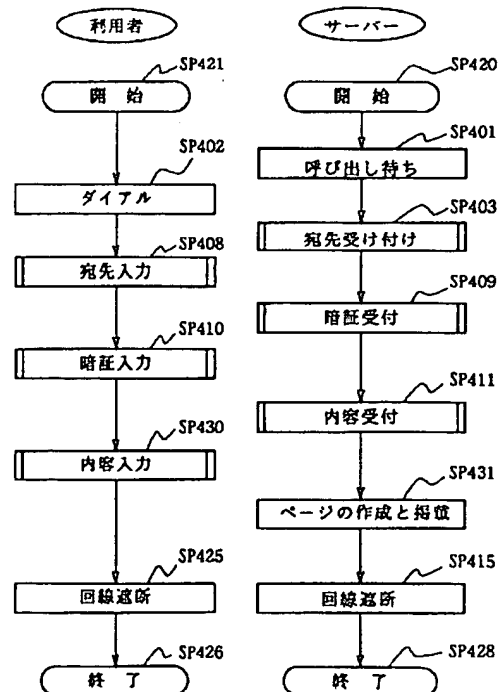 利用者
SP421
開 始
SP402
ダイアル
SP408
宛先入力
SP410
暗証入力
SP430
内容入力
SP425
回線遮断
SP426
終 了
サーバー
SP420
開 始
SP401
呼び出し待ち
SP403
宛先受け付け
SP409
暗証受付
SP411
内容受付
SP431
ページの作成と掲載
SP415
回線遮断
SP428
終 了